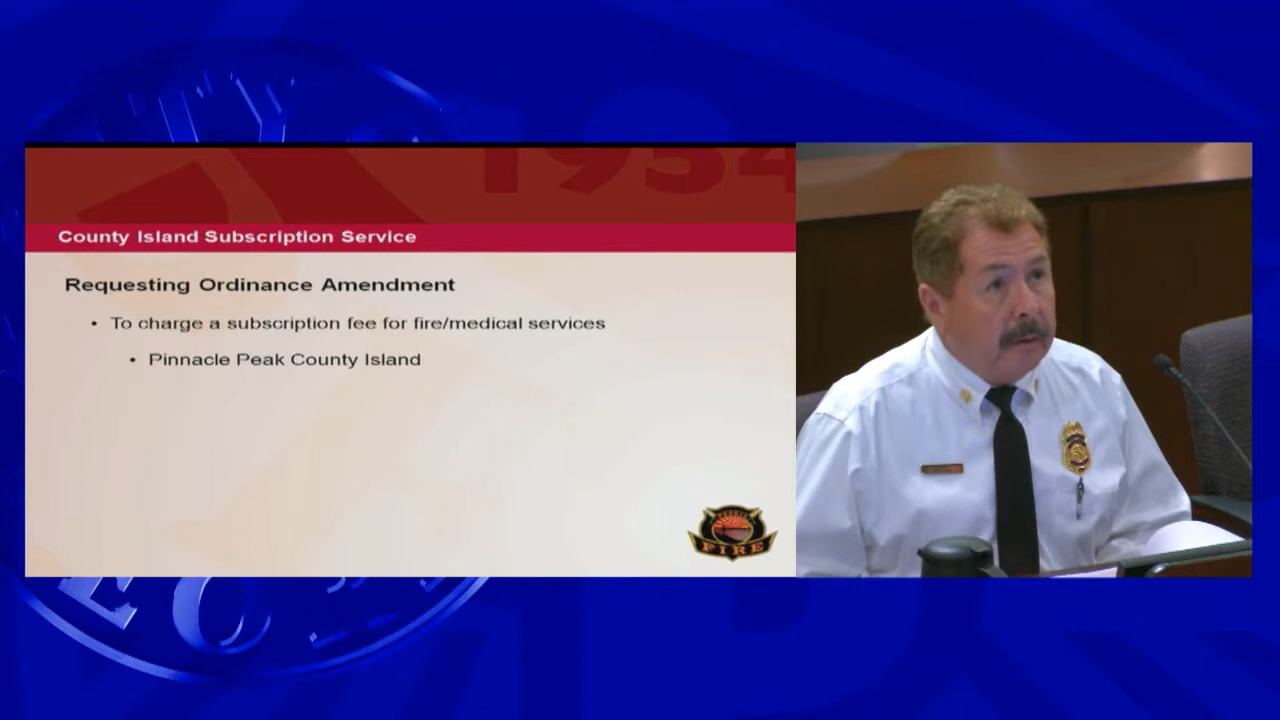 1954
County Island Subscription Service
Requesting Ordinance Amendment
• To charge a subscription fee for fire/medical services
• Pinnacle Peak County Island
FIRE